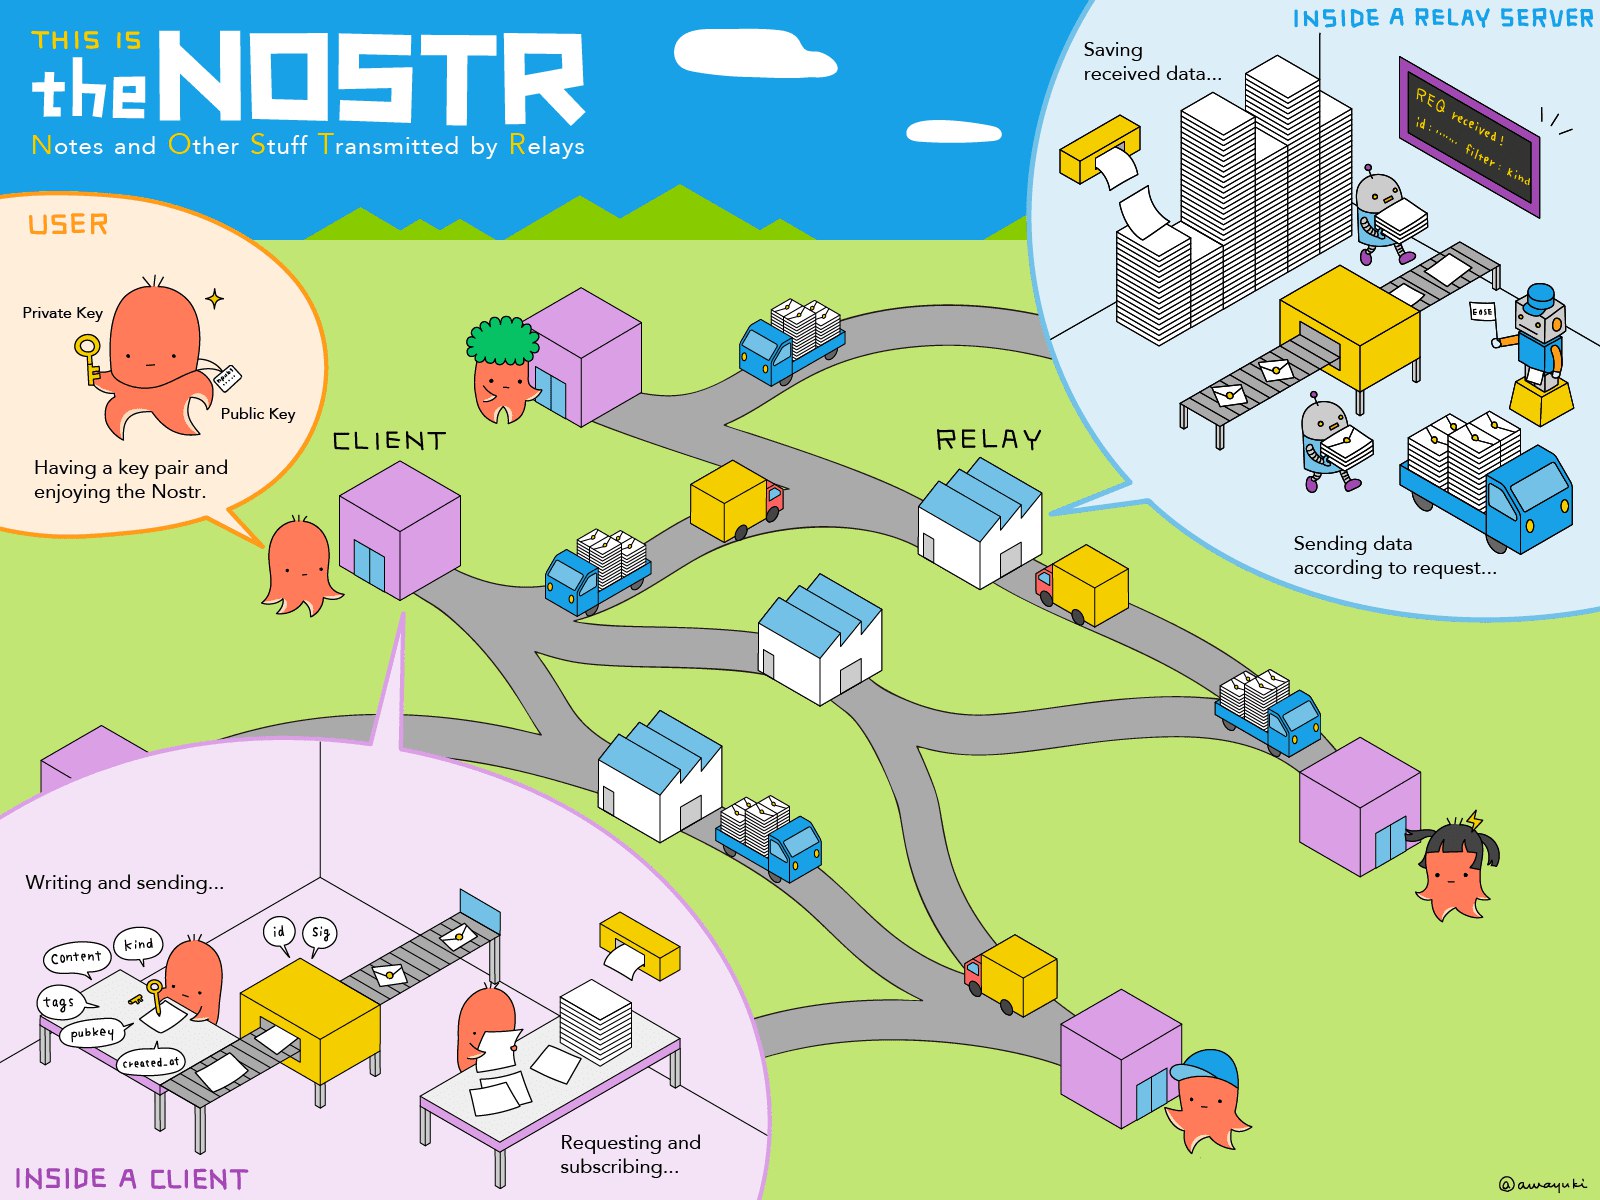 THIS IS
the NOSTR
Notes and Other Stuff Transmitted by Relays
USER
Private Key
npub1
Public Key
Having a key pair and
enjoying the Nostr.
CLIENT
RELAY
INSIDE A RELAY SERVER
Saving
received data...
REQ received!
id:...... filter: kind
EOSE
Sending data
according to request...
Writing and sending...
content
kind
id
sig
tags
pubkey
created_at
Requesting and
subscribing...
INSIDE A CLIENT
@awayuki